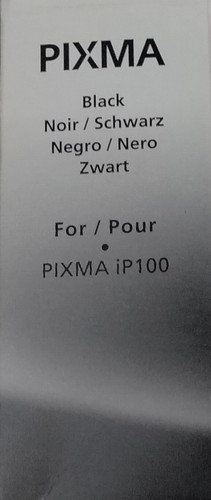 PIXMA
Black
Noir / Schwarz
Negro / Nero
Zwart
For / Pour
•
PIXMA iP100